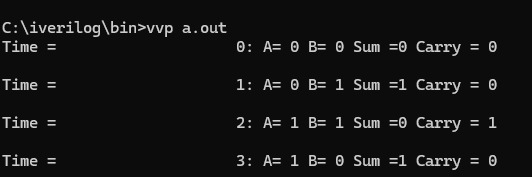 C:\iverilog\bin>vvp a.out
Time =                    0: A= 0 B= 0 Sum =0 Carry = 0
Time =                    1: A= 0 B= 1 Sum =1 Carry = 0
Time =                    2: A= 1 B= 1 Sum =0 Carry = 1
Time =                    3: A= 1 B= 0 Sum =1 Carry = 0